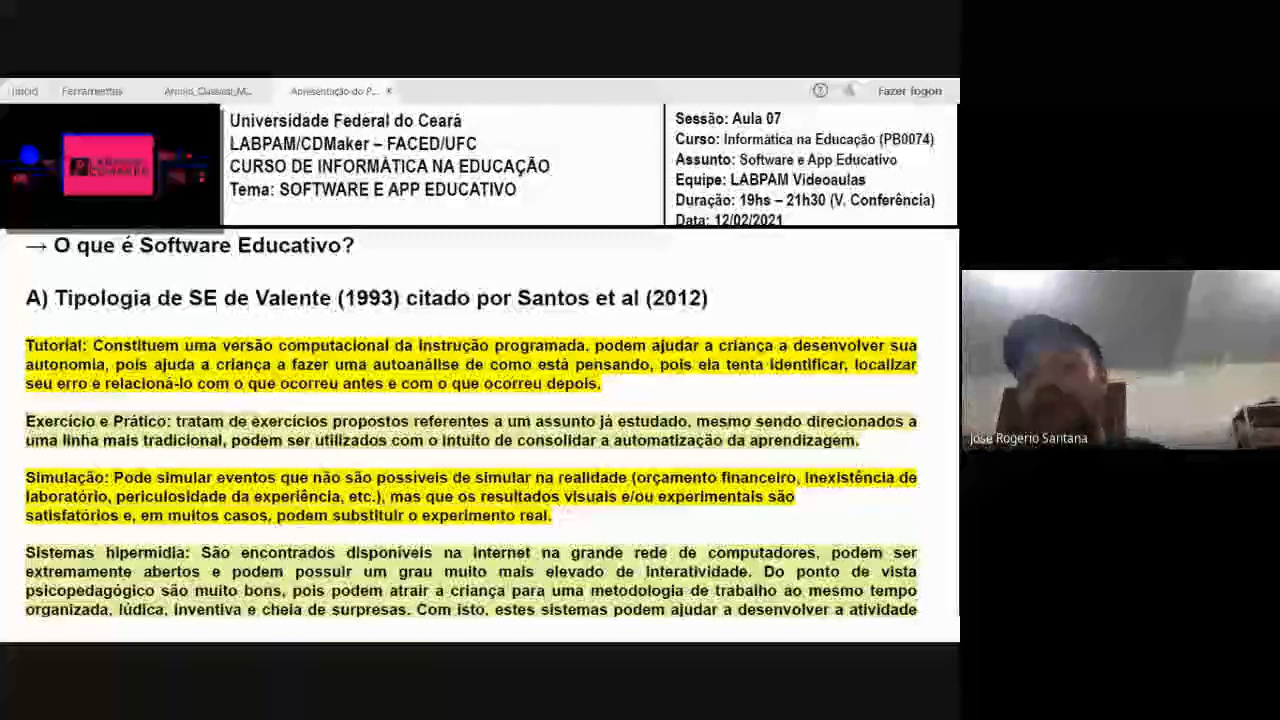 Início
Ferramentas
Apresentação do P...
×
?
Fazer logon
LABPAM
CDMAKER
Universidade Federal do Ceará
LABPAM/CDMaker – FACED/UFC
CURSO DE INFORMÁTICA NA EDUCAÇÃO
Tema: SOFTWARE E APP EDUCATIVO
Sessão: Aula 07
Curso: Informática na Educação (PB0074)
Assunto: Software e App Educativo
Equipe: LABPAM Videoaulas
Duração: 19hs – 21h30 (V. Conferência)
Data: 12/02/2021
→ O que é Software Educativo?
A) Tipologia de SE de Valente (1993) citado por Santos et al (2012)
Tutorial: Constituem uma versão computacional da instrução programada, podem ajudar a criança a desenvolver sua
autonomia, pois ajuda a criança a fazer uma autoanálise de como está pensando, pois ela tenta identificar, localizar
seu erro e relacioná-lo com o que ocorreu antes e com o que ocorreu depois.
Exercício e Prático: tratam de exercícios propostos referentes a um assunto já estudado, mesmo sendo direcionados a
uma linha mais tradicional, podem ser utilizados com o intuito de consolidar a automatização da aprendizagem.
Simulação: Pode simular eventos que não são possíveis de simular na realidade (orçamento financeiro, inexistência de
laboratório, periculosidade da experiência, etc.), mas que os resultados visuais e/ou experimentais são
satisfatórios e, em muitos casos, podem substituir o experimento real.
Sistemas hipermídia: São encontrados disponíveis na internet na grande rede de computadores, podem ser
extremamente abertos e podem possuir um grau muito mais elevado de interatividade. Do ponto de vista
psicopedagógico são muito bons, pois podem atrair a criança para uma metodologia de trabalho ao mesmo tempo
organizada, lúdica, inventiva e cheia de surpresas. Com isto, estes sistemas podem ajudar a desenvolver a atividade
José Rogério Santana